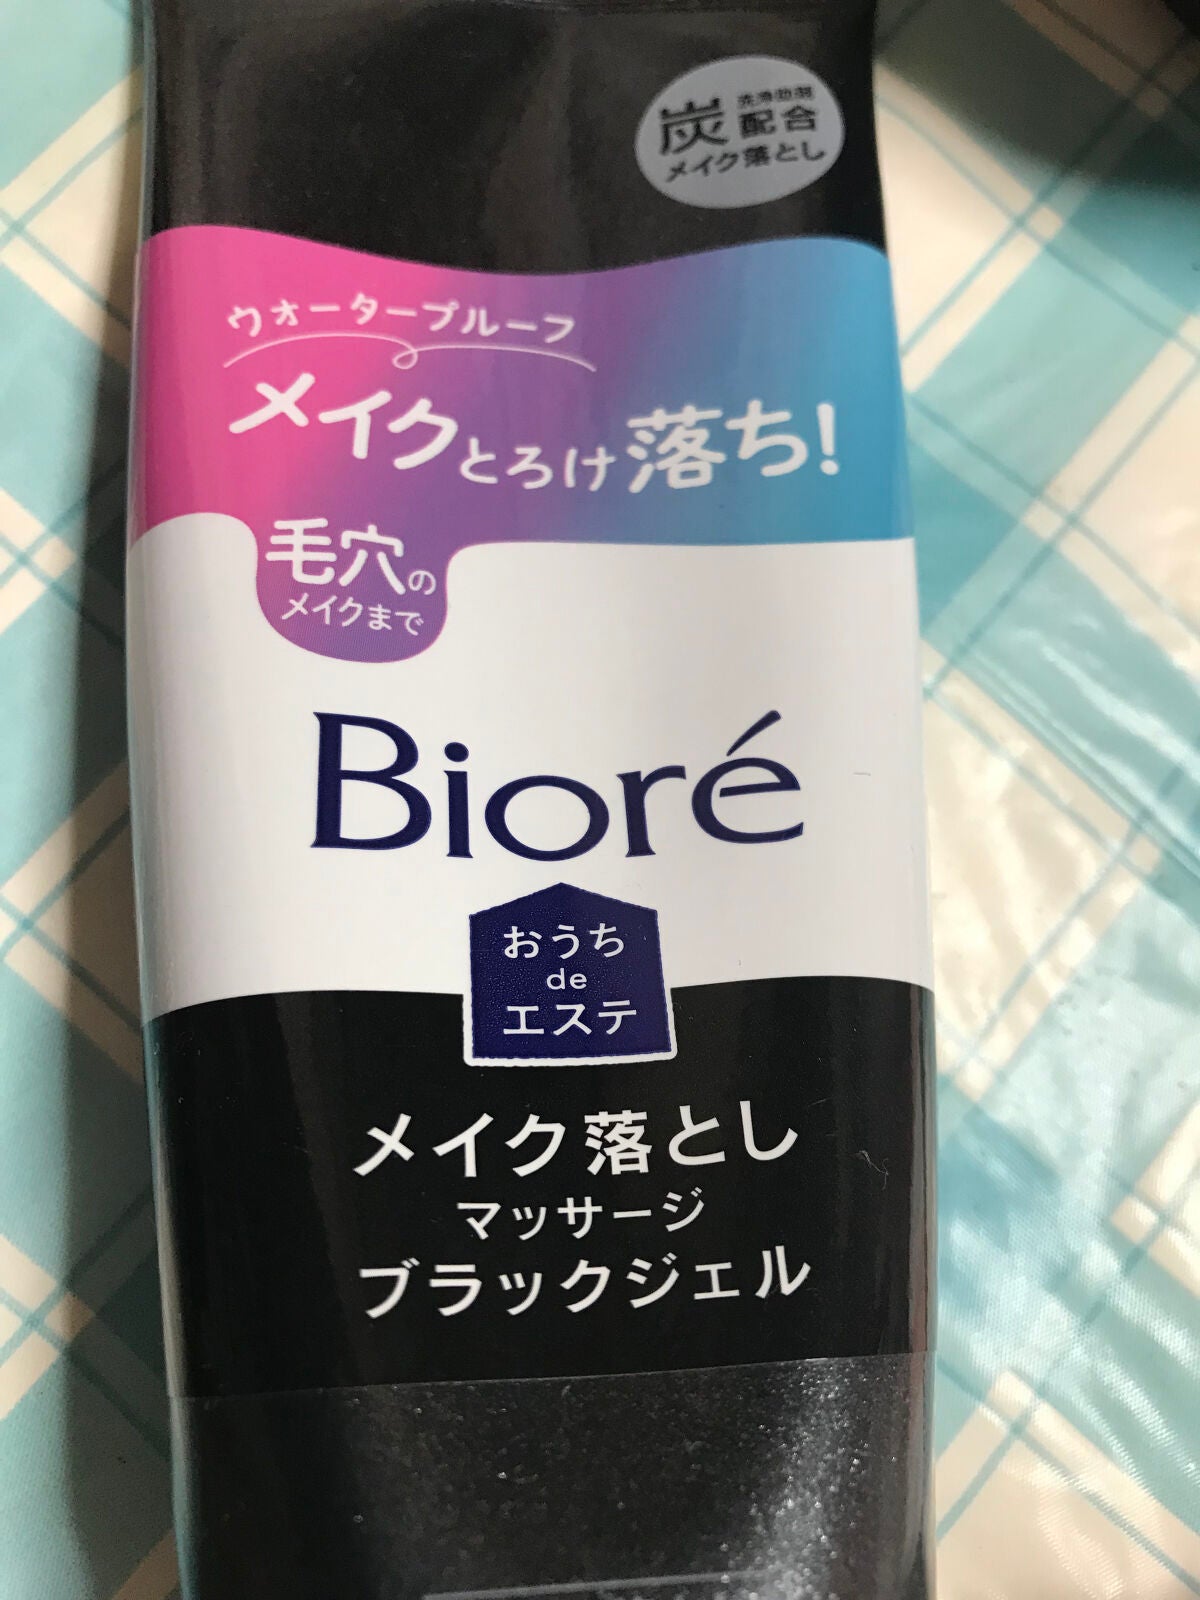 洗浄助剤
炭配合
メイク落とし
ウォータープルーフ
メイクとろけ落ち!
毛穴の
メイクまで
Bioré
おうち
de
エステ
メイク落とし
マッサージ
ブラックジェル